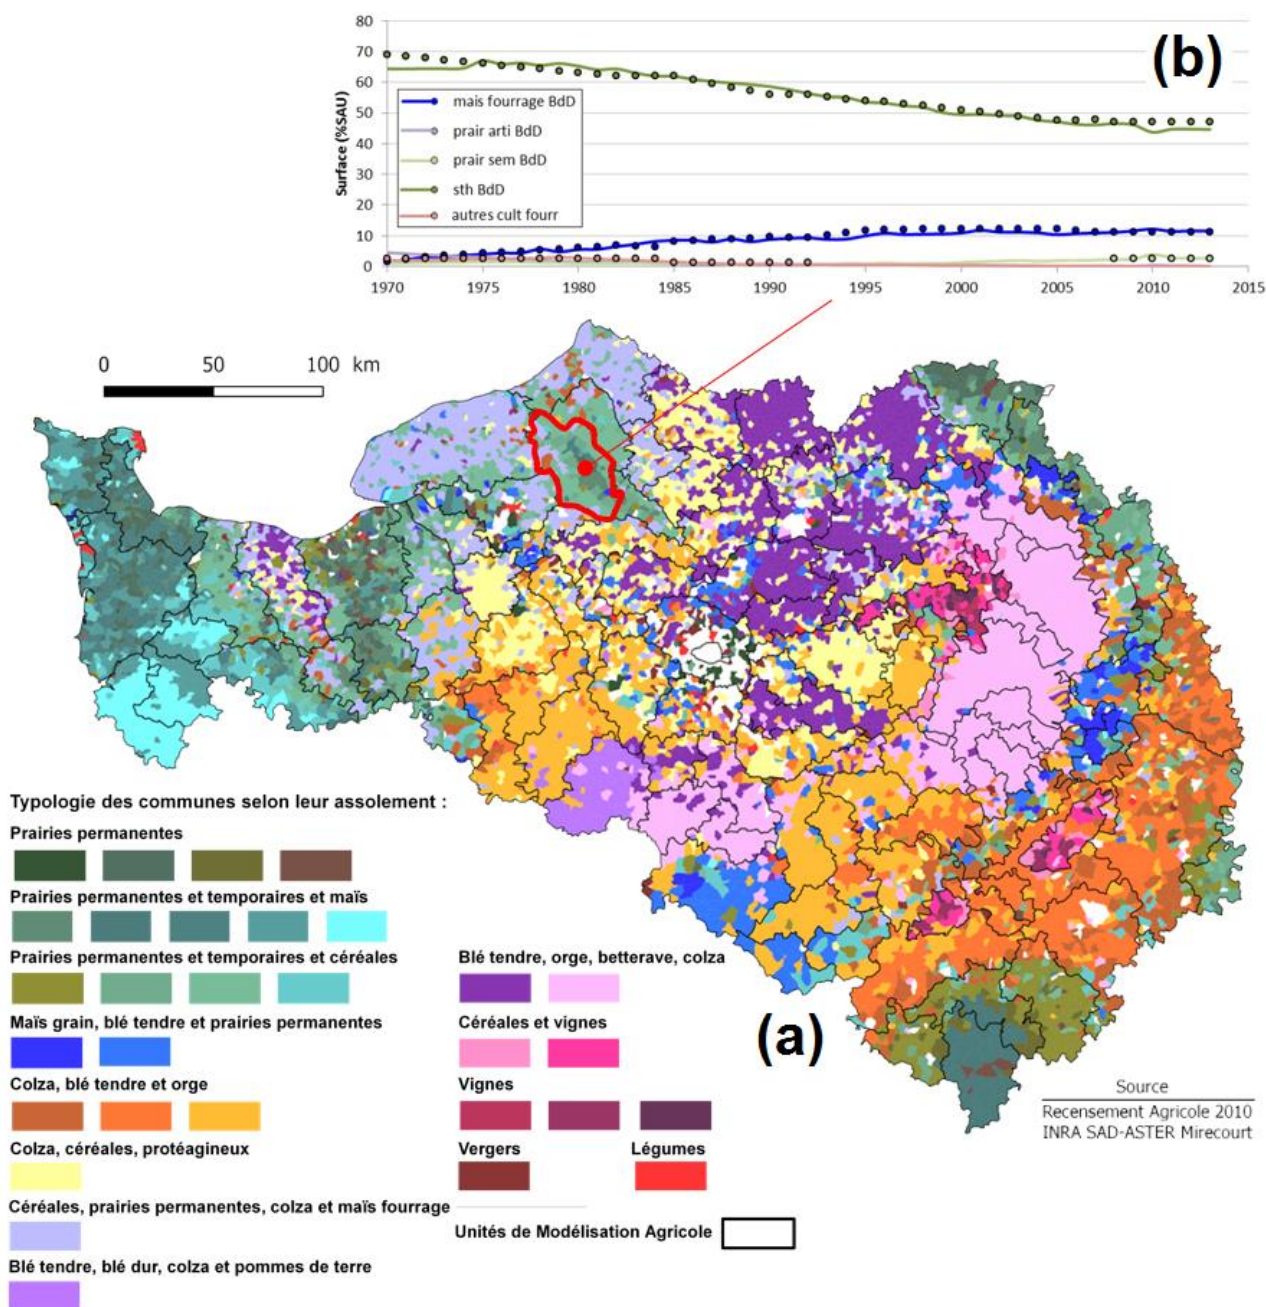 80
(b)
70
60
50
40
30
20
10
0
Surface (%SAU)
mais fourrage BdD
prair arti BdD
prair sem BdD
sth BdD
autres cult fourr
1970 1975 1980 1985 1990 1995 2000 2005 2010 2015
0 50 100 km
Typologie des communes selon leur assolement :
Prairies permanentes
Prairies permanentes et temporaires et maïs
Prairies permanentes et temporaires et céréales
Maïs grain, blé tendre et prairies permanentes
Colza, blé tendre et orge
Colza, céréales, protéagineux
Céréales, prairies permanentes, colza et maïs fourrage
Blé tendre, blé dur, colza et pommes de terre
Blé tendre, orge, betterave, colza
Céréales et vignes
Vignes
Vergers Légumes
Unités de Modélisation Agricole
(a)
Source
Recensement Agricole 2010
INRA SAD-ASTER Mirecourt